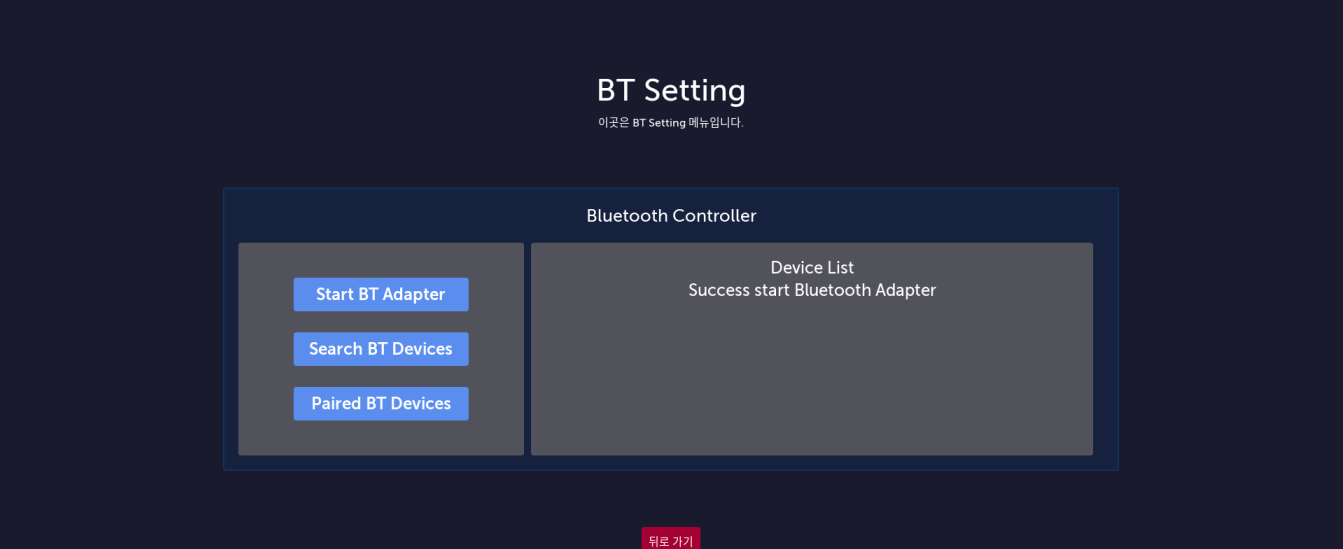 BT Setting
이곳은 BT Setting 메뉴입니다.
Bluetooth Controller
Start BT Adapter
Search BT Devices
Paired BT Devices
Device List
Success start Bluetooth Adapter
뒤로 가기